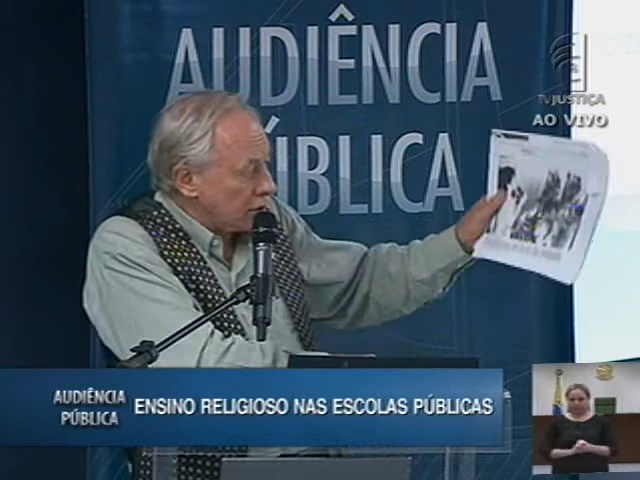 AUDIÊNCIA
PÚBLICA
TV JUSTIÇA
AO VIVO
AUDIÊNCIA
PÚBLICA
ENSINO RELIGIOSO NAS ESCOLAS PÚBLICAS